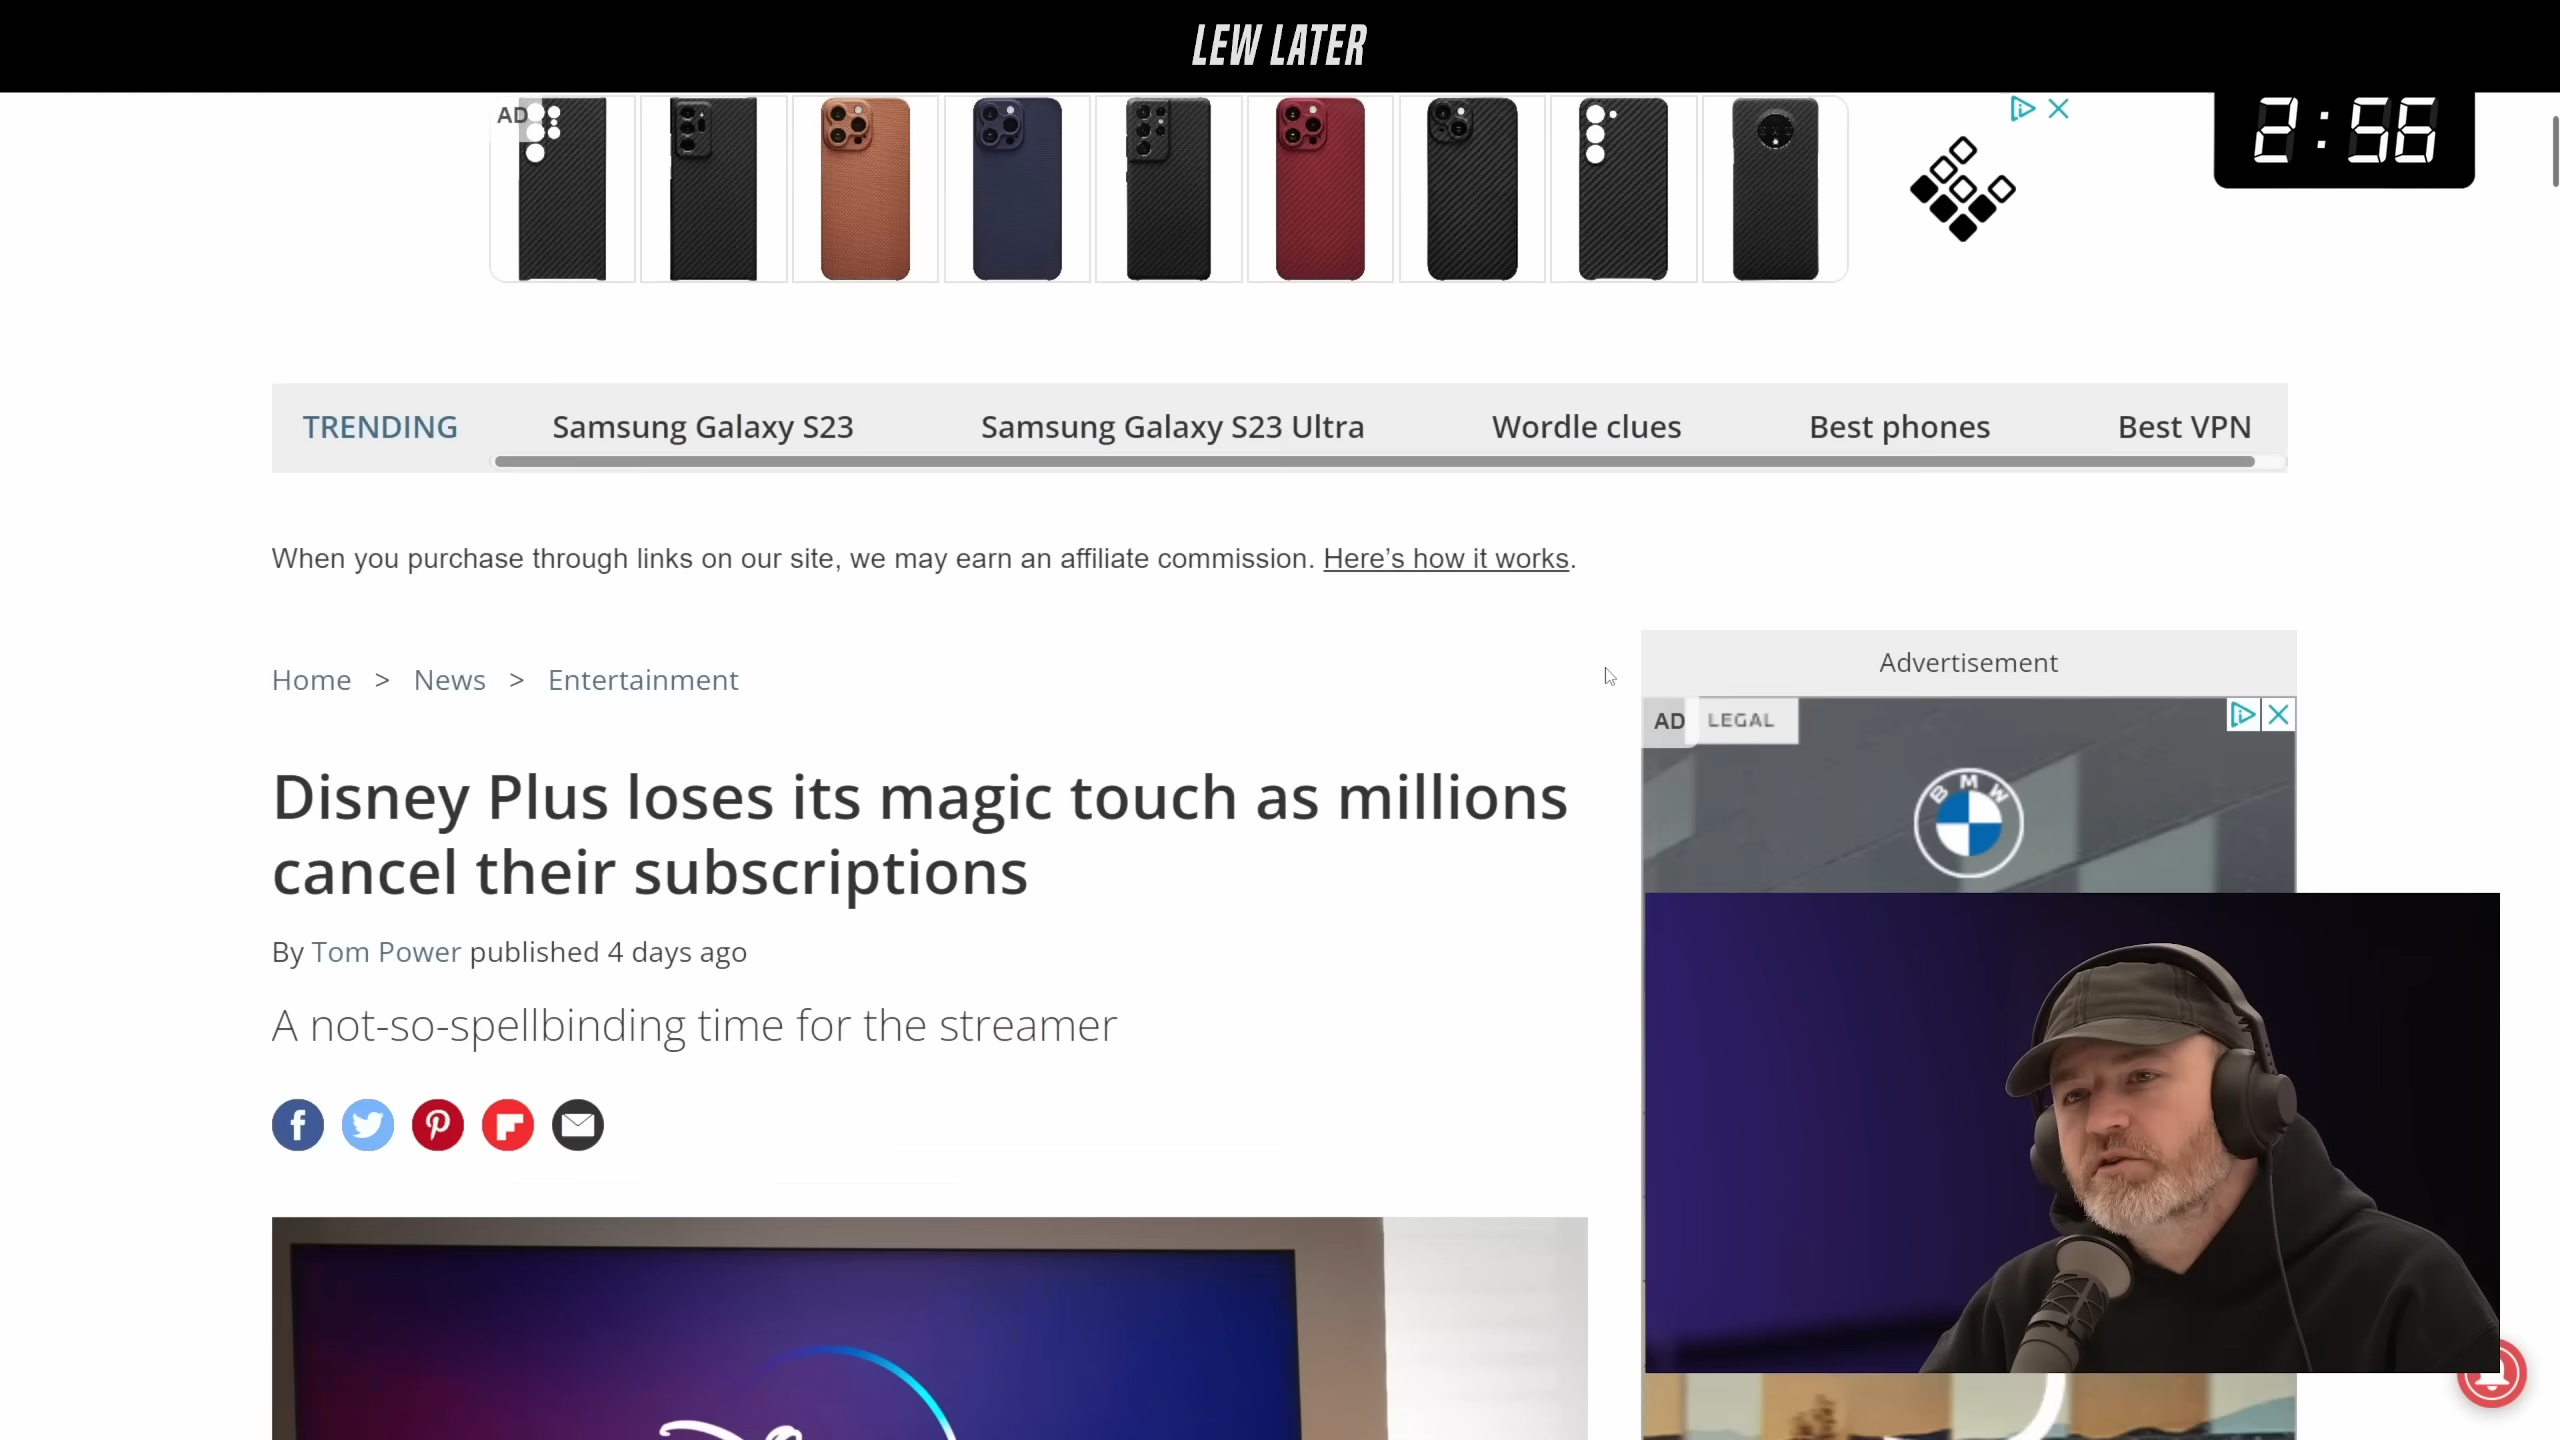 LEW LATER
AD
2:56
TRENDING Samsung Galaxy S23 Samsung Galaxy S23 Ultra Wordle clues Best phones Best VPN
When you purchase through links on our site, we may earn an affiliate commission. Here’s how it works.
Home > News > Entertainment
Advertisement
AD LEGAL
BMW
Disney Plus loses its magic touch as millions
cancel their subscriptions
By Tom Power published 4 days ago
A not-so-spellbinding time for the streamer